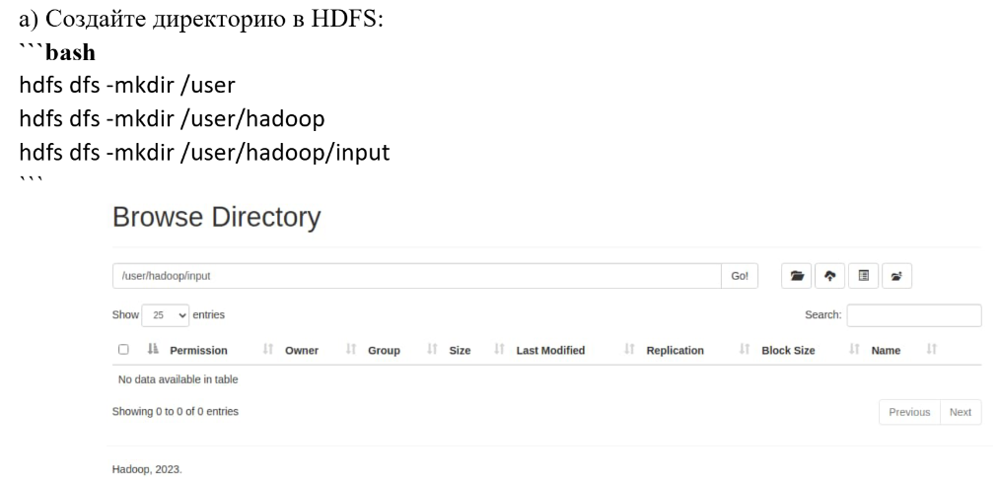 а) Создайте директорию в HDFS:
```bash
hdfs dfs -mkdir /user
hdfs dfs -mkdir /user/hadoop
hdfs dfs -mkdir /user/hadoop/input
```
Browse Directory
/user/hadoop/input Go!
Show 25 entries Search:
Permission Owner Group Size Last Modified Replication Block Size Name
No data available in table
Showing 0 to 0 of 0 entries Previous Next
Hadoop, 2023.